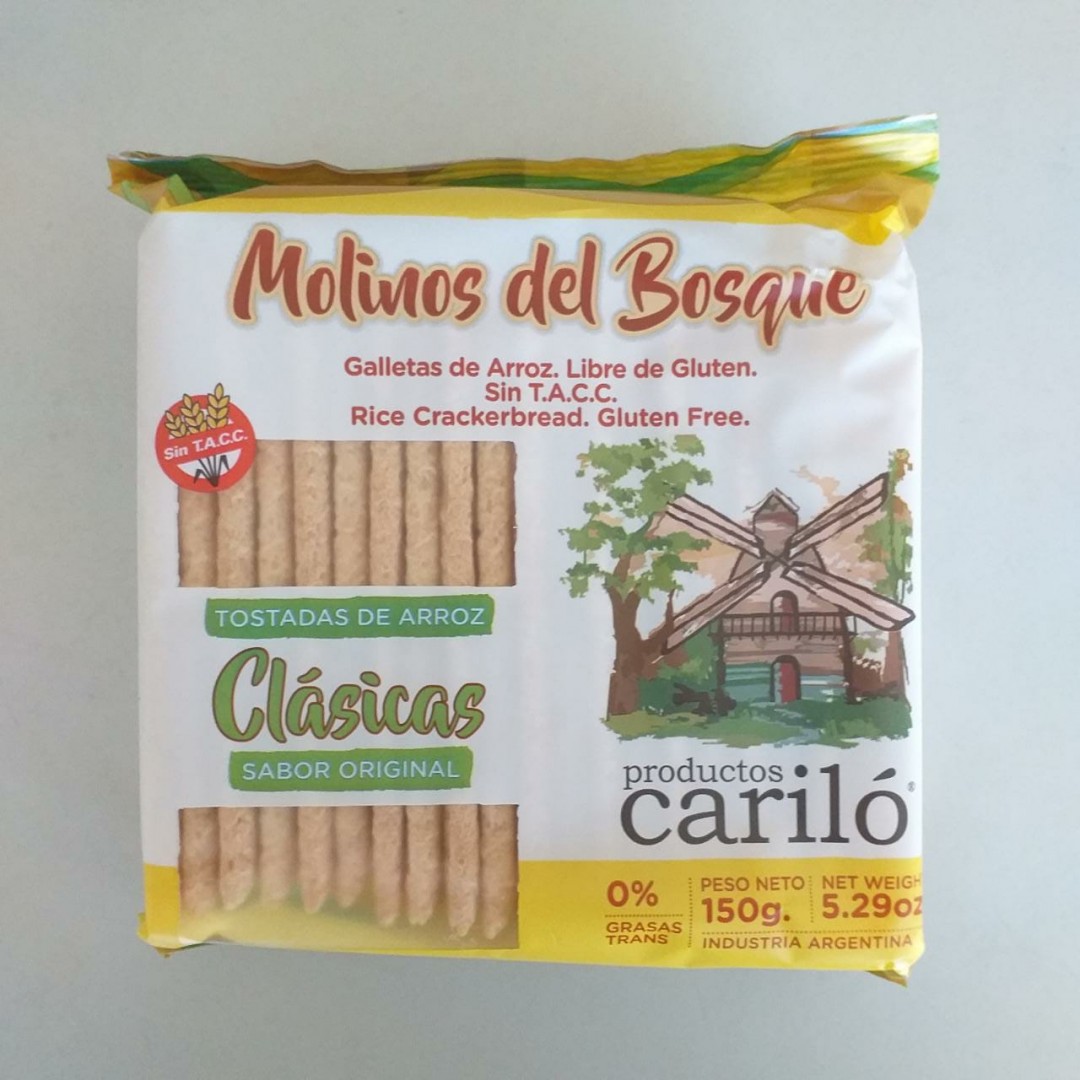 Molinos del Bosque
Galletas de Arroz. Libre de Gluten.
Sin T.A.C.C.
Rice Crackerbread. Gluten Free.
Sin T.A.C.C.
TOSTADAS DE ARROZ
Clásicas
SABOR ORIGINAL
productos
cariló®
0%
GRASAS
TRANS
PESO NETO
150g.
NET WEIGH
5.29oz
INDUSTRIA ARGENTINA